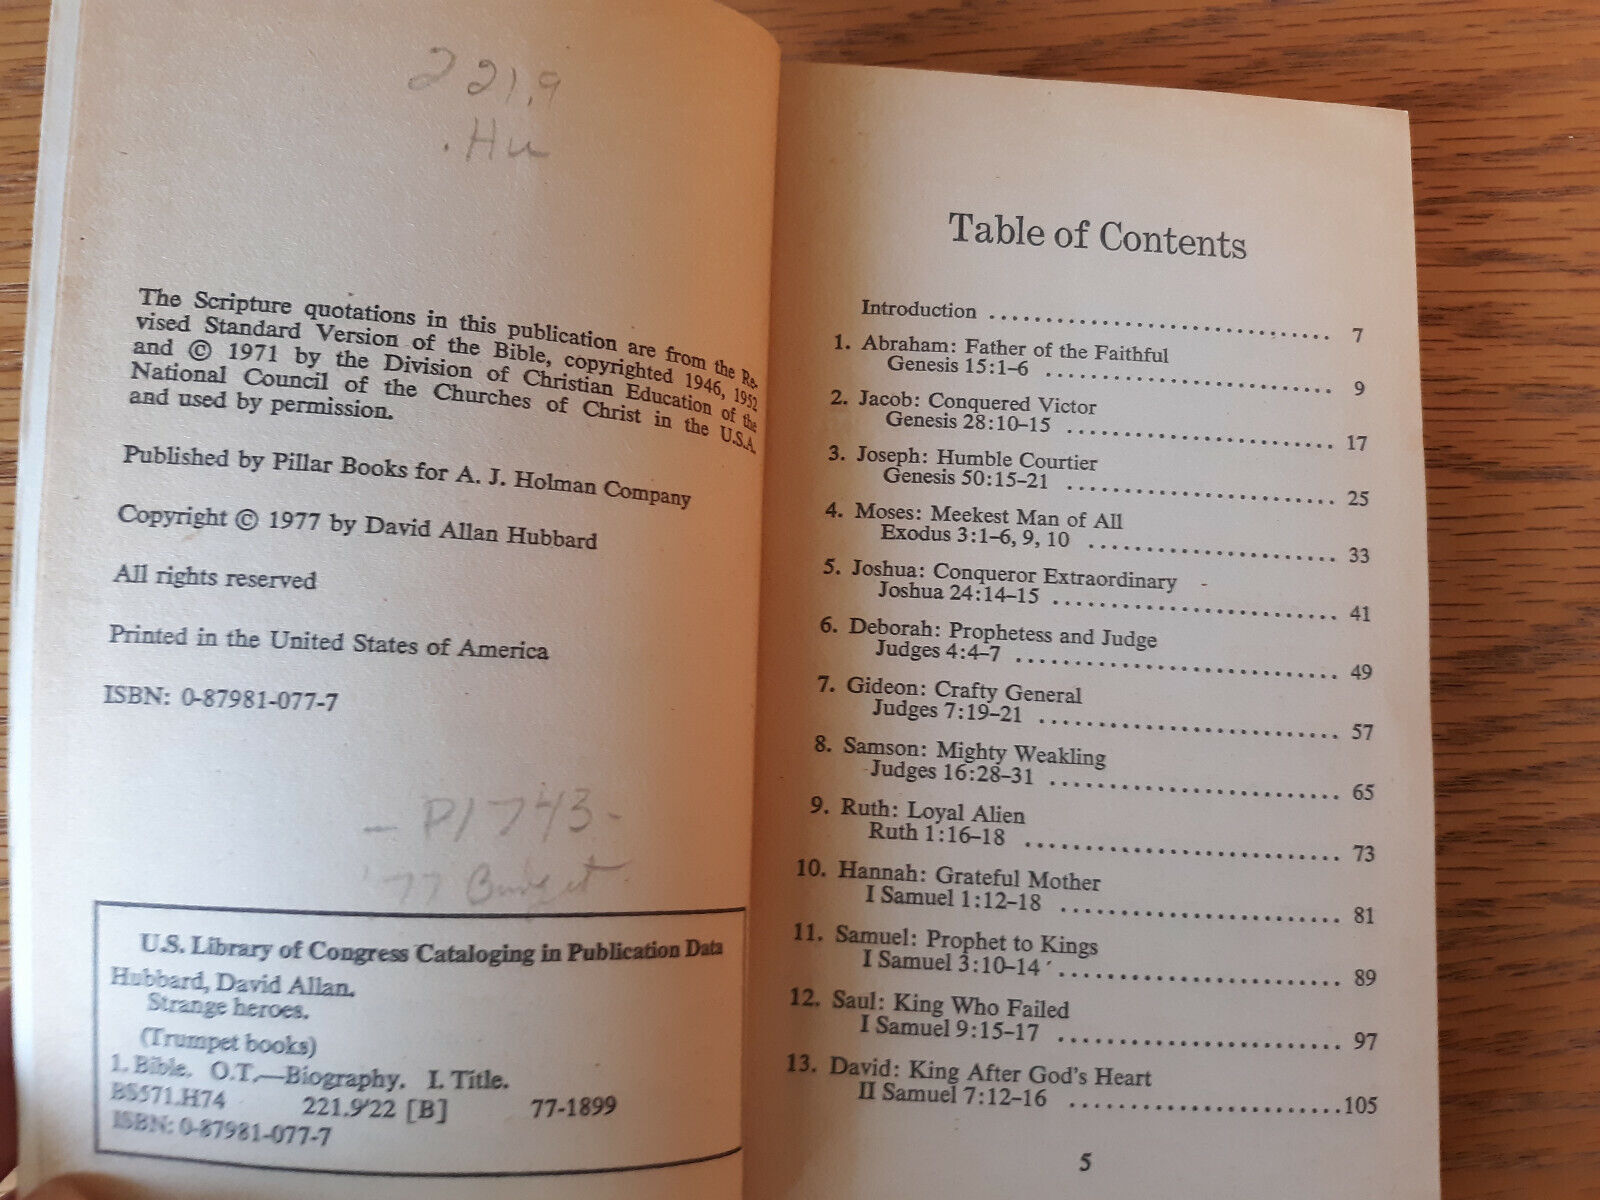 221.9
.Hu
The Scripture quotations in this publication are from the Re-
vised Standard Version of the Bible, copyrighted 1946, 1952
and © 1971 by the Division of Christian Education of the
National Council of the Churches of Christ in the U.S.A.
and used by permission.
Published by Pillar Books for A. J. Holman Company
Copyright © 1977 by David Allan Hubbard
All rights reserved
Printed in the United States of America
ISBN: 0-87981-077-7
- P1743-
'77 Budget
U.S. Library of Congress Cataloging in Publication Data
Hubbard, David Allan.
Strange heroes.
(Trumpet books)
1. Bible. O.T.—Biography. I. Title.
BS571.H74 221.9'22 [B] 77-1899
ISBN: 0-87981-077-7
Table of Contents
Introduction ................................ 7
1. Abraham: Father of the Faithful
Genesis 15:1–6 ........................... 9
2. Jacob: Conquered Victor
Genesis 28:10–15 ......................... 17
3. Joseph: Humble Courtier
Genesis 50:15–21 ......................... 25
4. Moses: Meekest Man of All
Exodus 3:1–6, 9, 10 ....................... 33
5. Joshua: Conqueror Extraordinary
Joshua 24:14–15 .......................... 41
6. Deborah: Prophetess and Judge
Judges 4:4–7 ............................. 49
7. Gideon: Crafty General
Judges 7:19–21 ........................... 57
8. Samson: Mighty Weakling
Judges 16:28–31 .......................... 65
9. Ruth: Loyal Alien
Ruth 1:16–18 ............................. 73
10. Hannah: Grateful Mother
I Samuel 1:12–18 ......................... 81
11. Samuel: Prophet to Kings
I Samuel 3:10–14 ......................... 89
12. Saul: King Who Failed
I Samuel 9:15–17 ......................... 97
13. David: King After God's Heart
II Samuel 7:12–16 ........................105
5